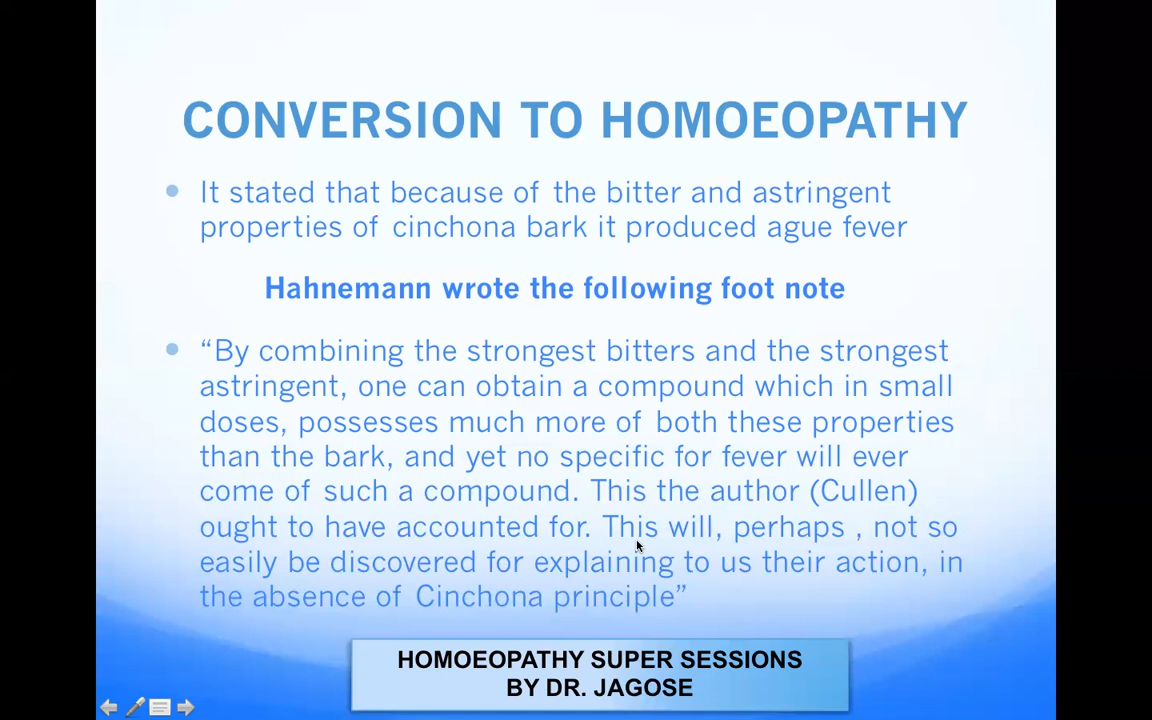 CONVERSION TO HOMOEOPATHY
It stated that because of the bitter and astringent
properties of cinchona bark it produced ague fever
Hahnemann wrote the following foot note
“By combining the strongest bitters and the strongest
astringent, one can obtain a compound which in small
doses, possesses much more of both these properties
than the bark, and yet no specific for fever will ever
come of such a compound. This the author (Cullen)
ought to have accounted for. This will, perhaps , not so
easily be discovered for explaining to us their action, in
the absence of Cinchona principle”
HOMOEOPATHY SUPER SESSIONS
BY DR. JAGOSE